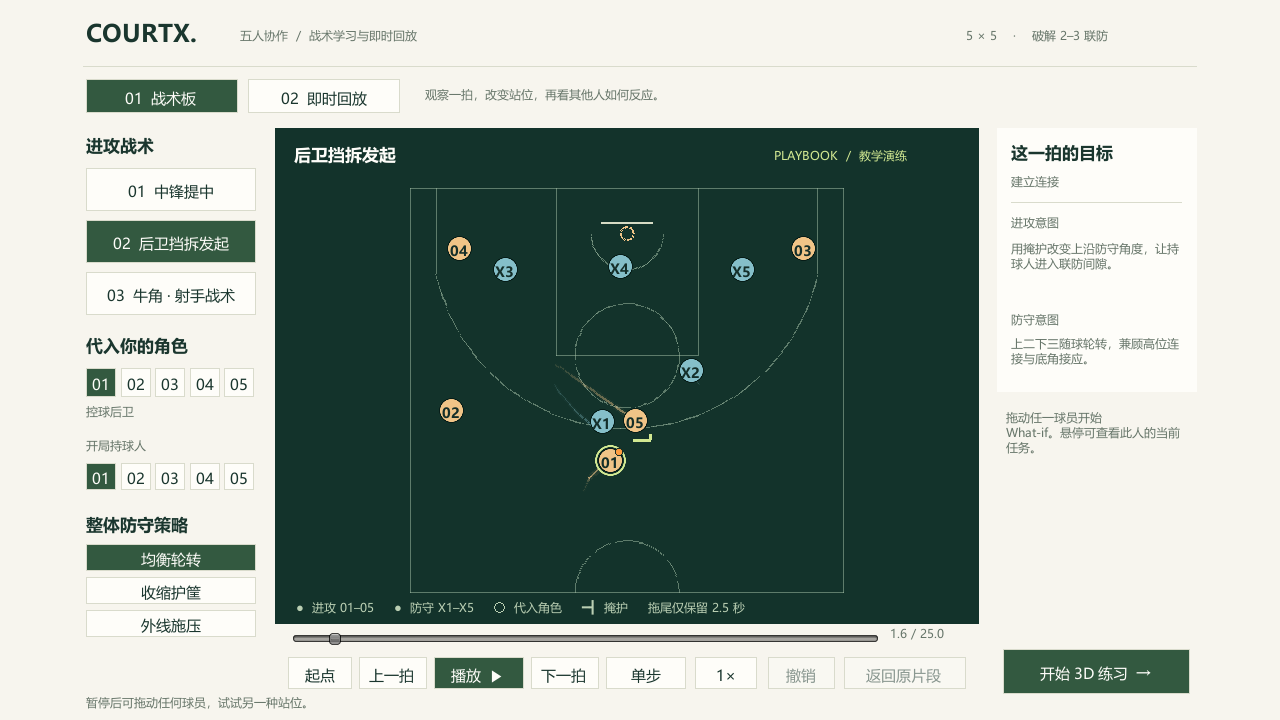 COURTX.
五人协作 / 战术学习与即时回放
5 × 5 · 破解 2–3 联防
01 战术板
02 即时回放
观察一拍，改变站位，再看其他人如何反应。
进攻战术
01 中锋提中
02 后卫挡拆发起
03 牛角 · 射手战术
代入你的角色
01 02 03 04 05
控球后卫
开局持球人
01 02 03 04 05
整体防守策略
均衡轮转
收缩护筐
外线施压
后卫挡拆发起
PLAYBOOK / 教学演练
04
03
X3
X4
X5
X2
02
X1
05
01
● 进攻 01–05 ● 防守 X1–X5 代入角色 掩护 拖尾仅保留 2.5 秒
1.6 / 25.0
起点
上一拍
播放 ▶
下一拍
单步
1×
撤销
返回原片段
暂停后可拖动任何球员，试试另一种站位。
这一拍的目标
建立连接
进攻意图
用掩护改变上沿防守角度，让持
球人进入联防间隙。
防守意图
上二下三随球轮转，兼顾高位连
接与底角接应。
拖动任一球员开始
What-if。悬停可查看此人的当前
任务。
开始 3D 练习 →